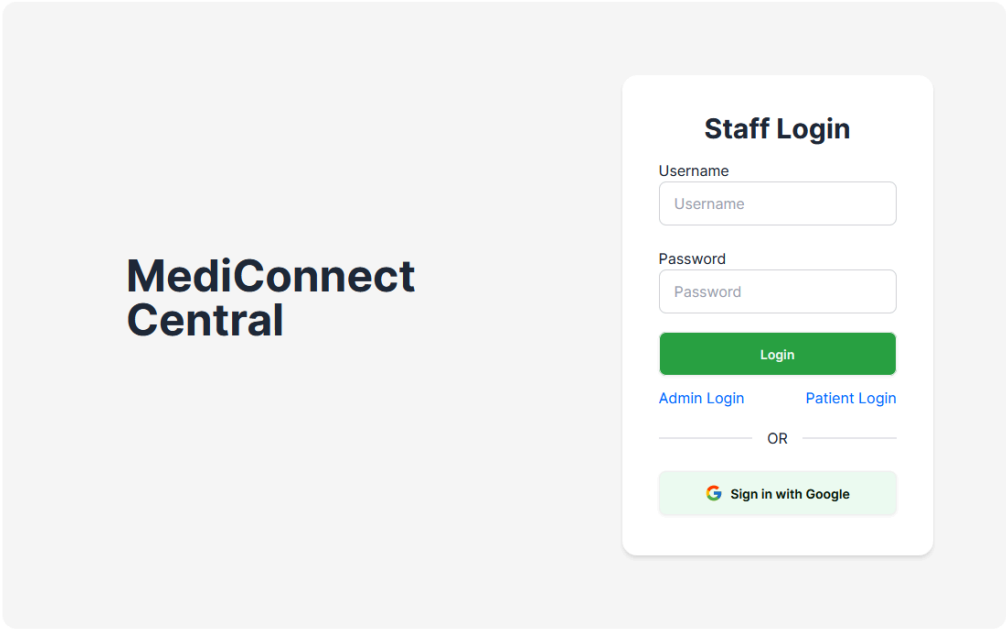 MediConnect
Central
Staff Login
Username
Username
Password
Password
Login
Admin Login Patient Login
OR
Sign in with Google